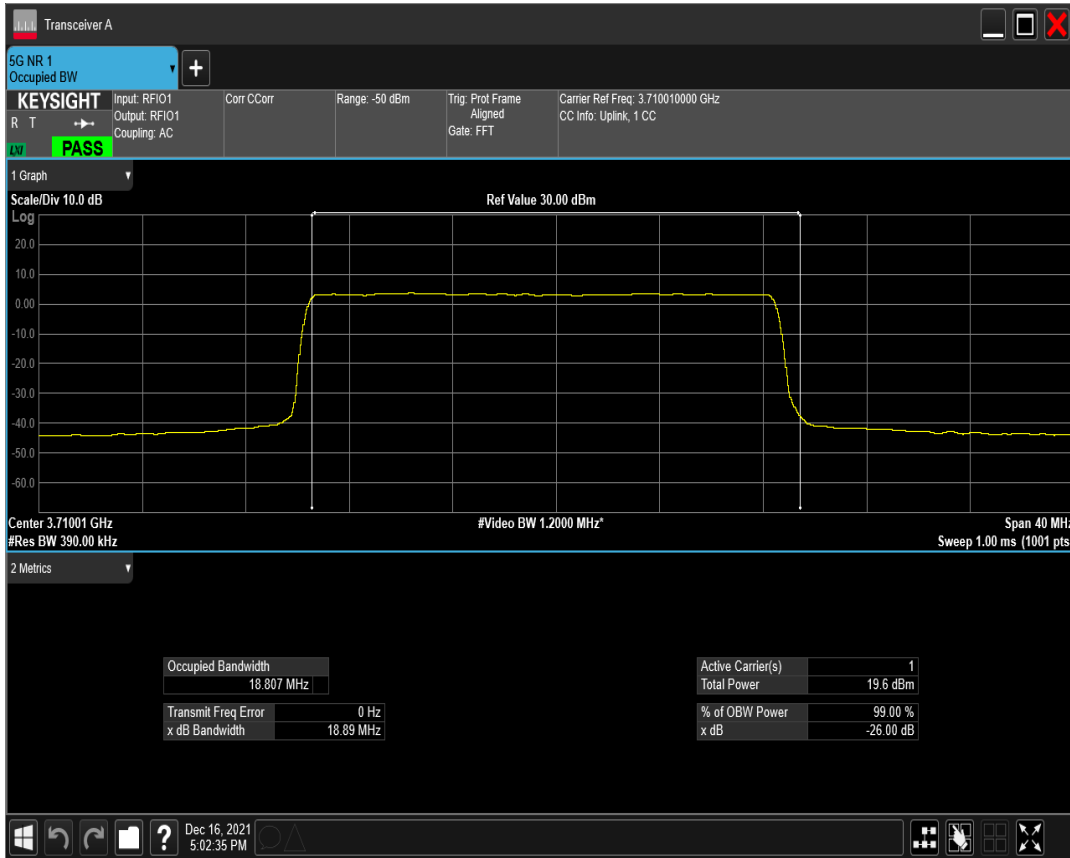 Transceiver A
5G NR 1
Occupied BW
KEYSIGHT
R T
LXI
PASS
Input: RFIO1
Output: RFIO1
Coupling: AC
Corr CCorr
Range: -50 dBm
Trig: Prot Frame
Aligned
Gate: FFT
Carrier Ref Freq: 3.710010000 GHz
CC Info: Uplink, 1 CC
1 Graph
Scale/Div 10.0 dB
Ref Value 30.00 dBm
Log
20.0
10.0
0.00
-10.0
-20.0
-30.0
-40.0
-50.0
-60.0
Center 3.71001 GHz
#Video BW 1.2000 MHz*
Span 40 MHz
#Res BW 390.00 kHz
Sweep 1.00 ms (1001 pts
2 Metrics
Occupied Bandwidth
18.807 MHz
Transmit Freq Error 0 Hz
x dB Bandwidth 18.89 MHz
Active Carrier(s) 1
Total Power 19.6 dBm
% of OBW Power 99.00 %
x dB -26.00 dB
?
Dec 16, 2021
5:02:35 PM